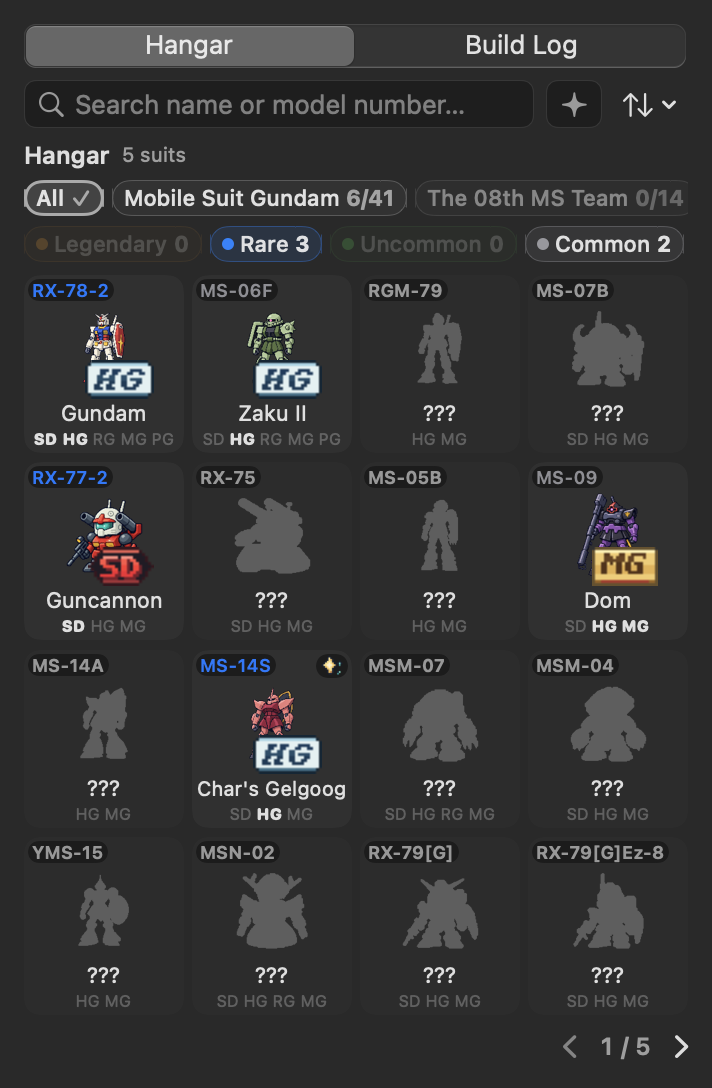 Hangar Build Log
Search name or model number...
Hangar 5 suits
All ✓ Mobile Suit Gundam 6/41 The 08th MS Team 0/14
Legendary 0 Rare 3 Uncommon 0 Common 2
RX-78-2 MS-06F RGM-79 MS-07B
HG HG
Gundam Zaku II ??? ???
SD HG RG MG PG SD HG RG MG PG HG MG SD HG MG
RX-77-2 RX-75 MS-05B MS-09
SD MG
Guncannon ??? ??? Dom
SD HG MG SD HG MG HG MG SD HG MG
MS-14A MS-14S MSM-07 MSM-04
HG
??? Char's Gelgoog ??? ???
HG MG SD HG MG SD HG RG MG SD HG MG
YMS-15 MSN-02 RX-79[G] RX-79[G]Ez-8
??? ??? ??? ???
HG MG SD HG RG MG SD HG MG SD HG MG
1 / 5